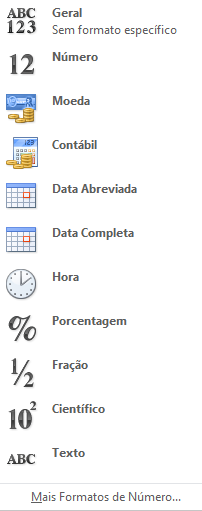 ABC
123
Geral
Sem formato específico
12
Número
Moeda
Contábil
Data Abreviada
Data Completa
Hora
%
Porcentagem
½
Fração
10²
Científico
ABC
Texto
Mais Formatos de Número...